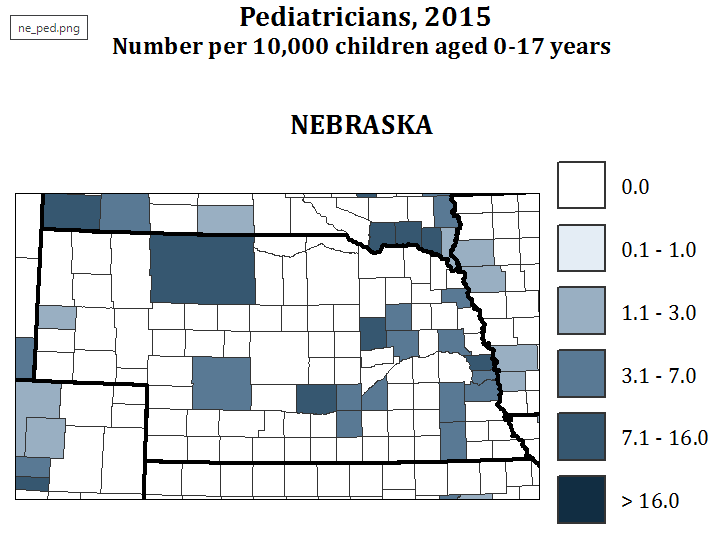 Pediatricians, 2015
ne_ped.png
Number per 10,000 children aged 0-17 years
NEBRASKA
0.0
0.1 - 1.0
1.1 - 3.0
3.1 - 7.0
7.1 - 16.0
> 16.0